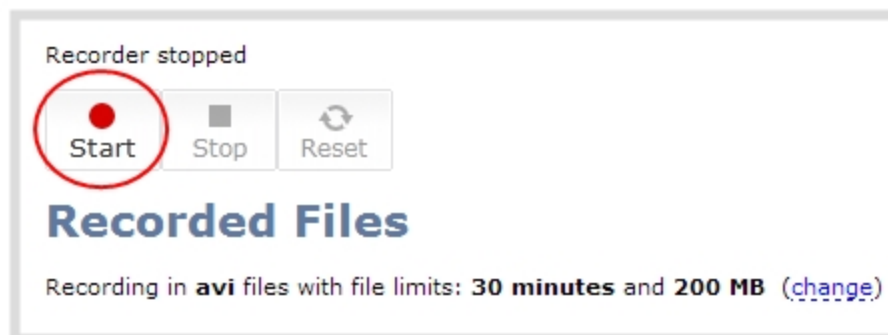 Recorder stopped
Start Stop Reset
Recorded Files
Recording in avi files with file limits: 30 minutes and 200 MB (change)